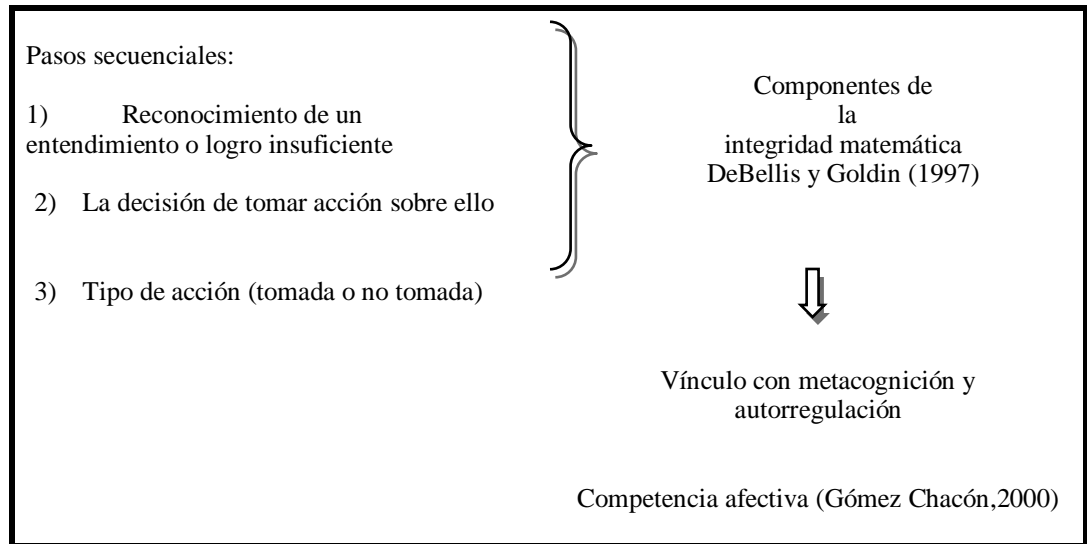 Pasos secuenciales:
1) Reconocimiento de un
entendimiento o logro insuficiente
2) La decisión de tomar acción sobre ello
3) Tipo de acción (tomada o no tomada)
Componentes de
la
integridad matemática
DeBellis y Goldin (1997)
Vínculo con metacognición y
autorregulación
Competencia afectiva (Gómez Chacón,2000)